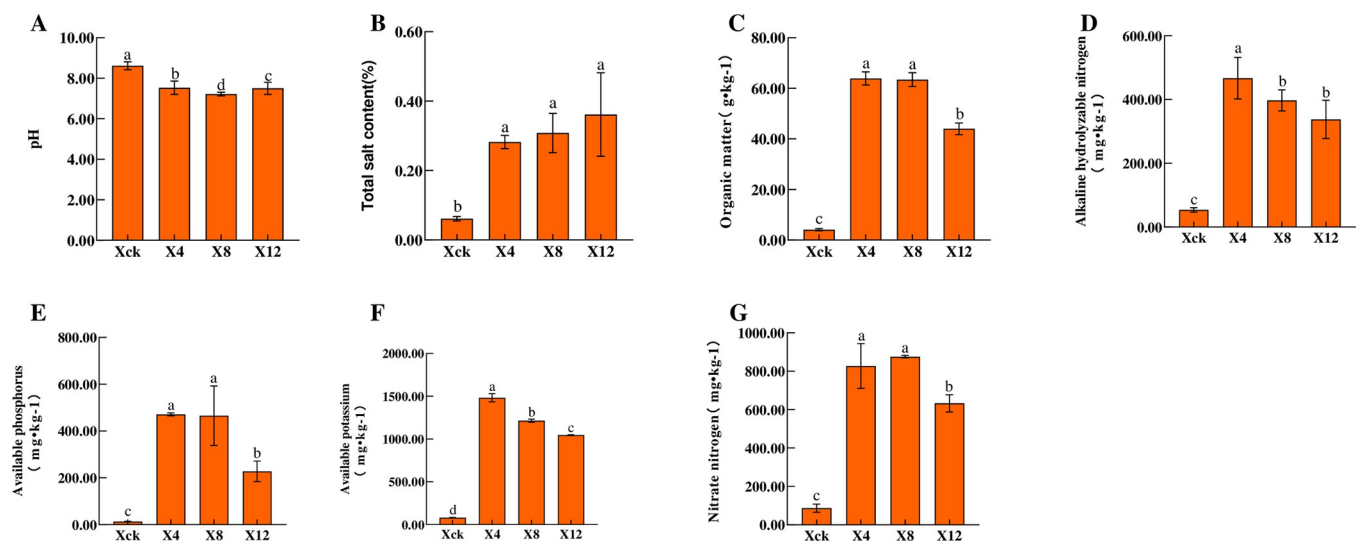 A
pH
10.00
8.00
6.00
4.00
2.00
0.00
a
b
d
c
Xck X4 X8 X12
B
Total salt content(%)
0.60
0.40
0.20
0.00
b
a
a
a
Xck X4 X8 X12
C
Organic matter( g•kg-1)
80.00
60.00
40.00
20.00
0.00
c
a
a
b
Xck X4 X8 X12
D
Alkaline hydrolyzable nitrogen
( mg•kg-1)
600.00
400.00
200.00
0.00
c
a
b
b
Xck X4 X8 X12
E
Available phosphorus
( mg•kg-1)
800.00
600.00
400.00
200.00
0.00
c
a
a
b
Xck X4 X8 X12
F
Available potassium
( mg•kg-1)
2000.00
1500.00
1000.00
500.00
0.00
d
a
b
c
Xck X4 X8 X12
G
Nitrate nitrogen( mg•kg-1)
1000.00
800.00
600.00
400.00
200.00
0.00
c
a
a
b
Xck X4 X8 X12